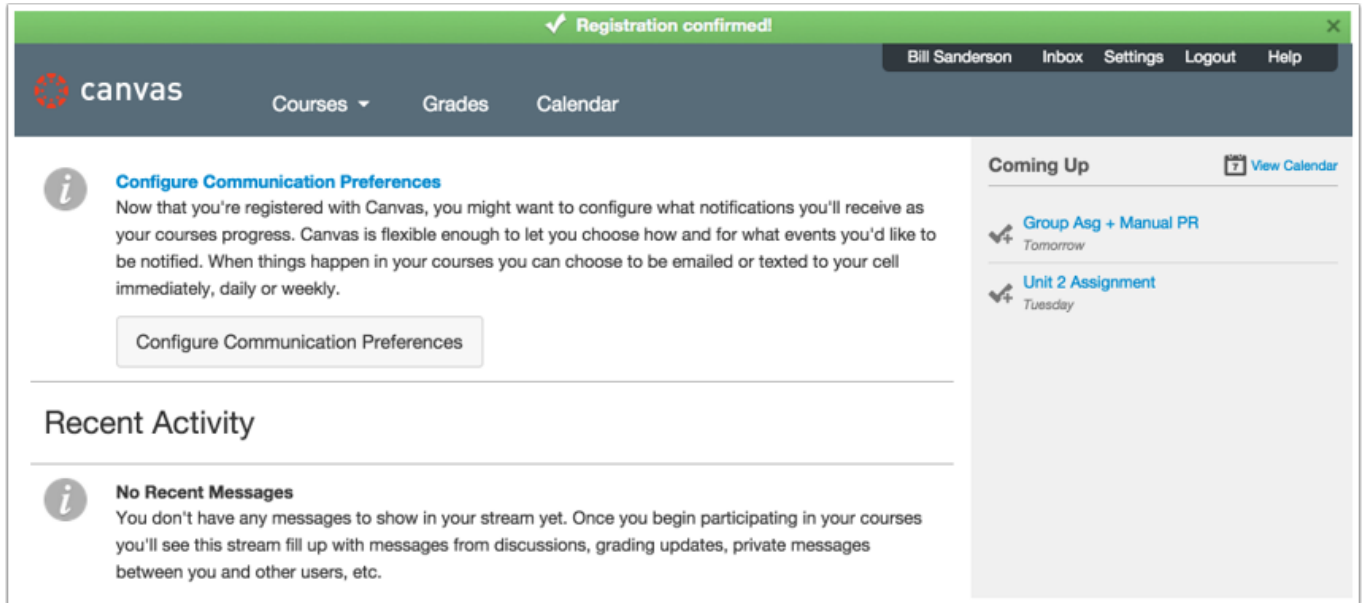 Registration confirmed!
Bill Sanderson Inbox Settings Logout Help
canvas
Courses Grades Calendar
Configure Communication Preferences
Now that you're registered with Canvas, you might want to configure what notifications you'll receive as
your courses progress. Canvas is flexible enough to let you choose how and for what events you'd like to
be notified. When things happen in your courses you can choose to be emailed or texted to your cell
immediately, daily or weekly.
Configure Communication Preferences
Recent Activity
No Recent Messages
You don't have any messages to show in your stream yet. Once you begin participating in your courses
you'll see this stream fill up with messages from discussions, grading updates, private messages
between you and other users, etc.
Coming Up
7 View Calendar
Group Asg + Manual PR
Tomorrow
Unit 2 Assignment
Tuesday